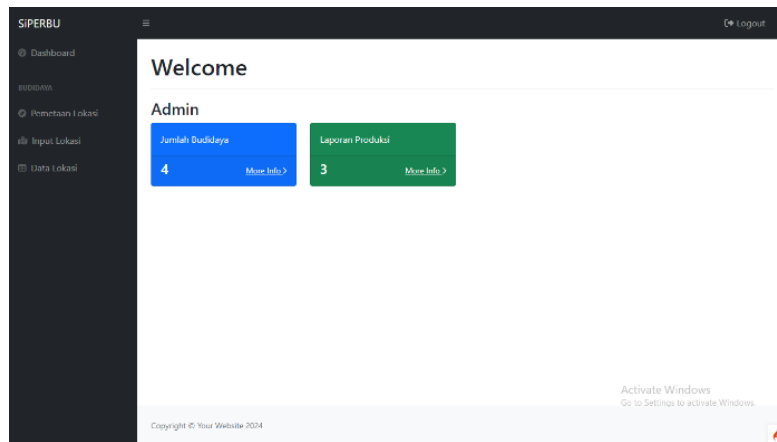 SiPERBU
Logout
Dashboard
BUDIDAYA
Pemetaan Lokasi
Input Lokasi
Data Lokasi
Welcome
Admin
Jumlah Budidaya
4
More Info
Laporan Produksi
3
More Info
Activate Windows
Go to Settings to activate Windows.
Copyright © Your Website 2024